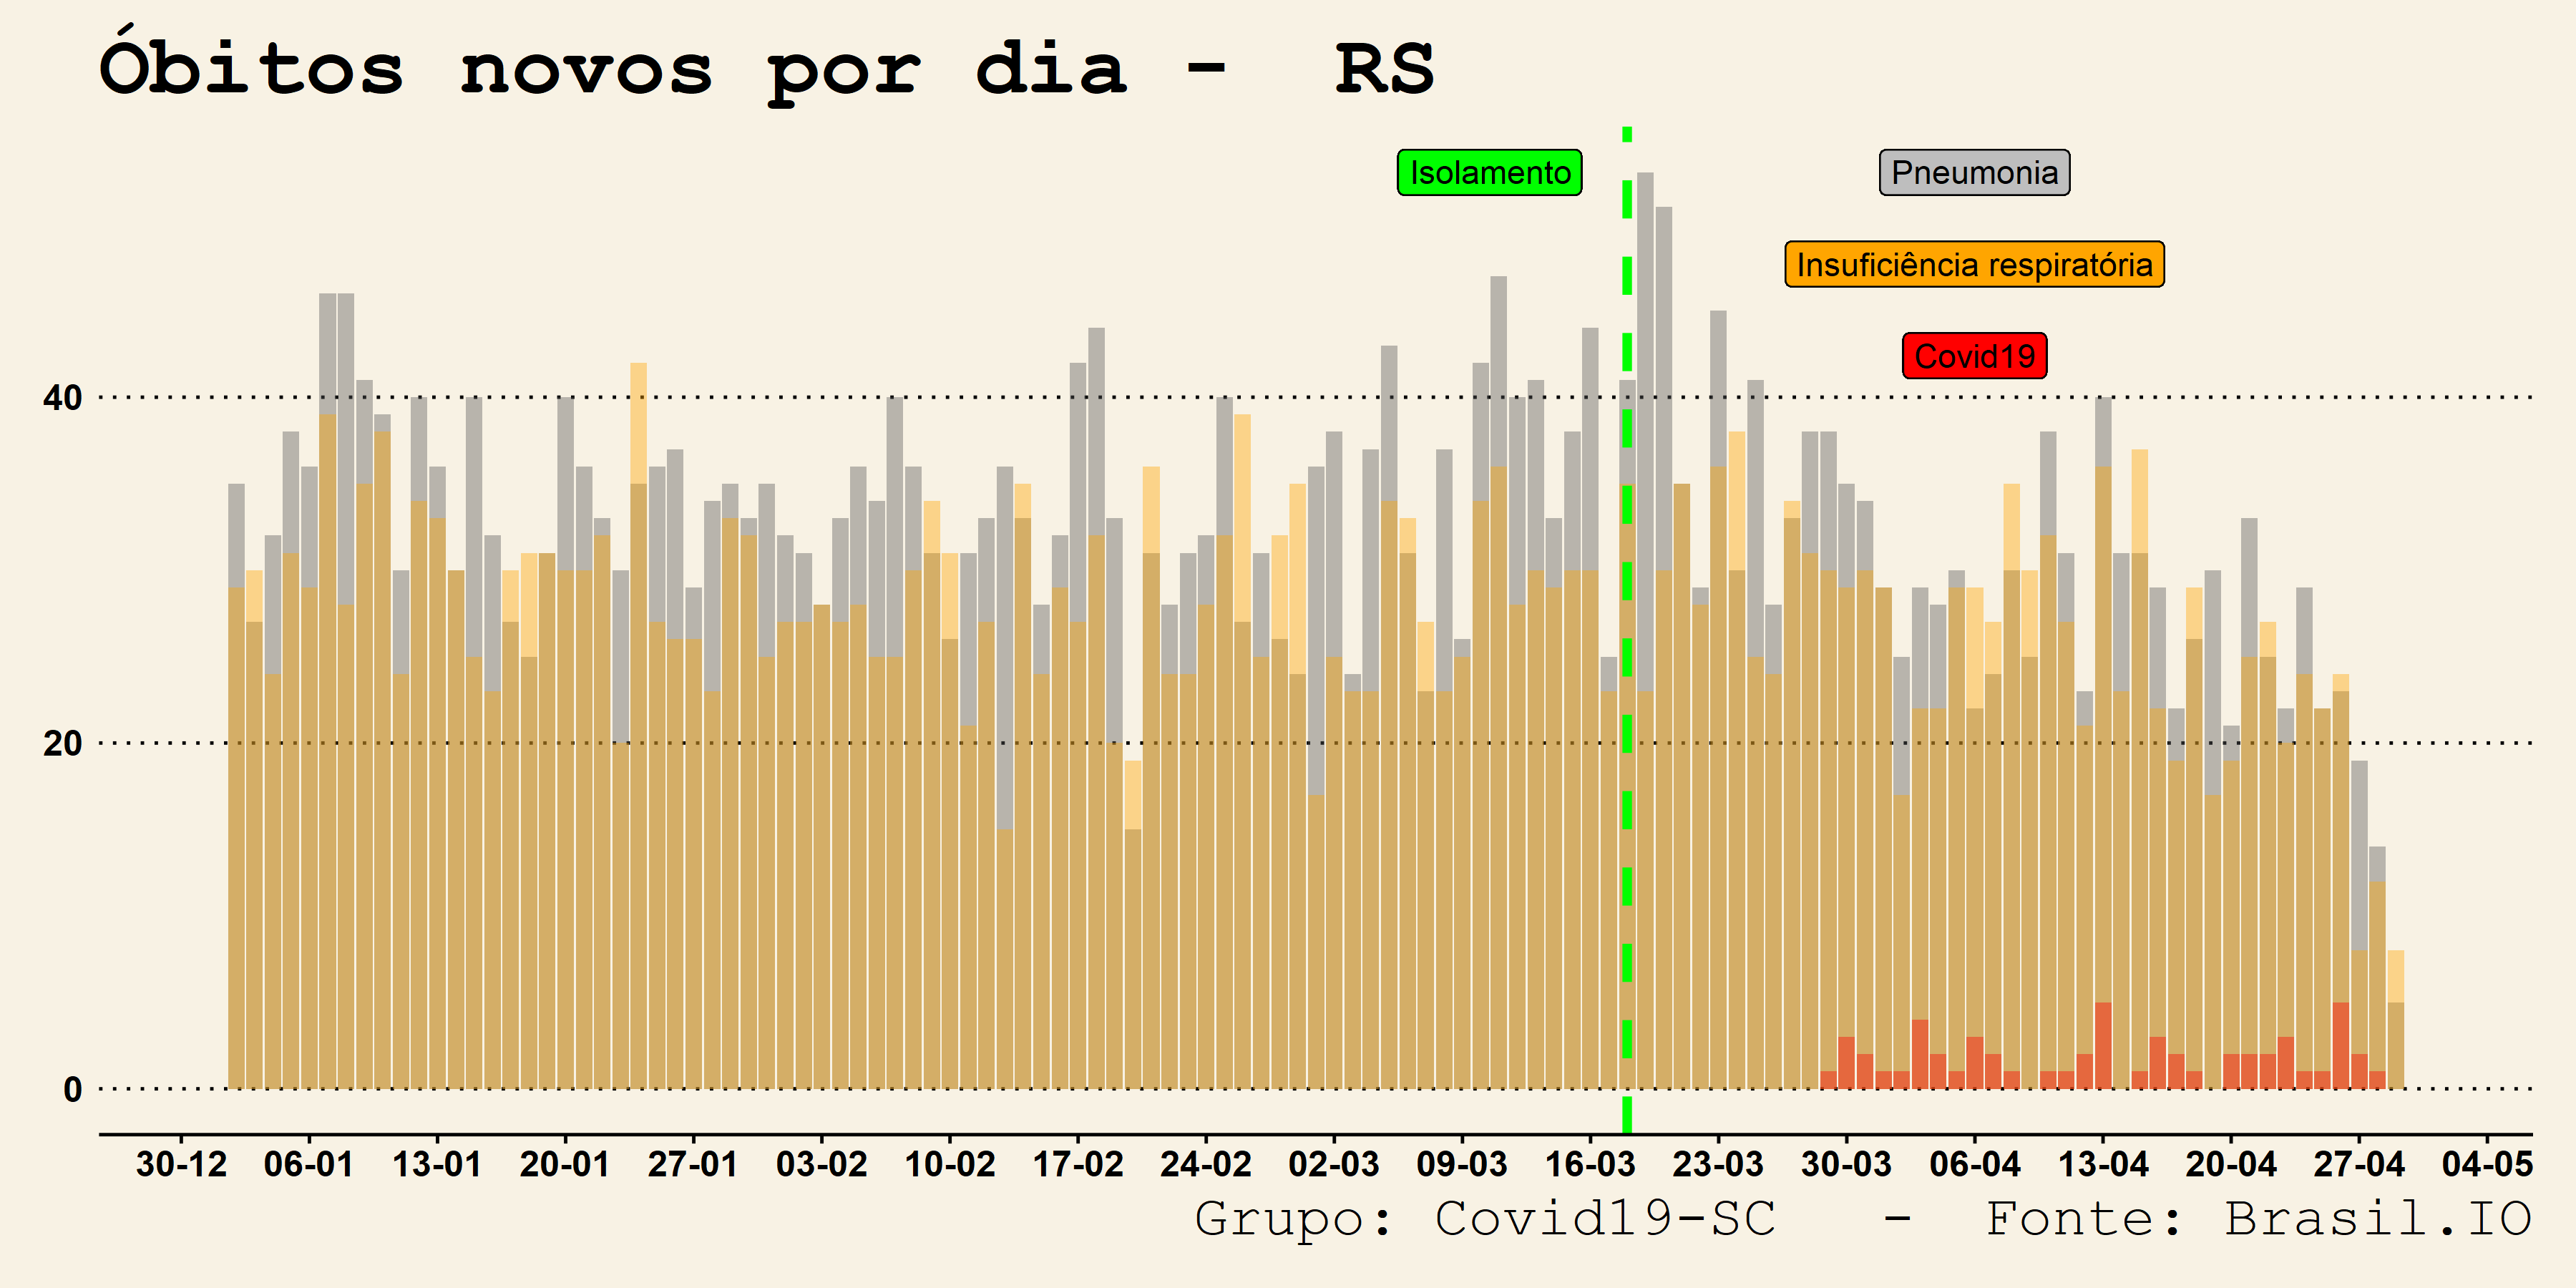 Óbitos novos por dia - RS
Isolamento
Pneumonia
Insuficiência respiratória
Covid19
40
20
0
30-12 06-01 13-01 20-01 27-01 03-02 10-02 17-02 24-02 02-03 09-03 16-03 23-03 30-03 06-04 13-04 20-04 27-04 04-05
Grupo: Covid19-SC - Fonte: Brasil.IO